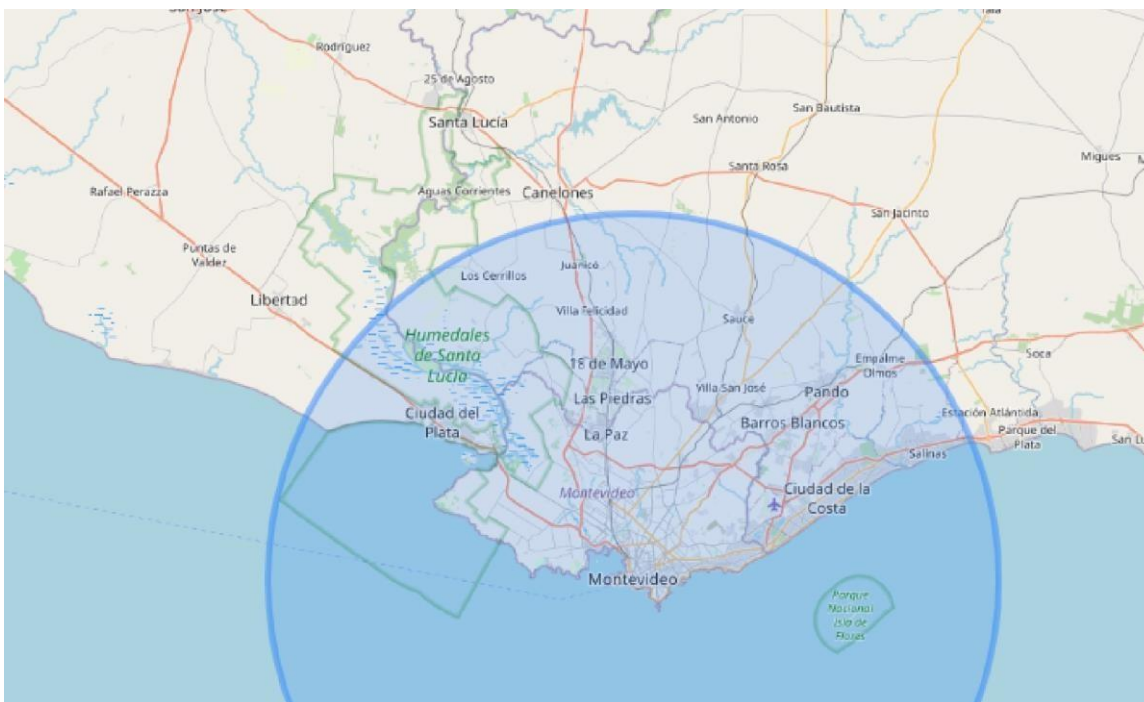 Rodríguez
25 de Agosto
Santa Lucía
San Antonio
San Bautista
Migues
Santa Rosa
Rafael Perazza
Aguas Corrientes
Canelones
San Jacinto
Puntas de
Valdez
Juanicó
Los Cerrillos
Libertad
Villa Felicidad
Sauce
Humedales
de Santa
Lucía
18 de Mayo
Empalme
Olmos
Soca
Villa San José
Pando
Las Piedras
Ciudad del
Plata
Estación Atlántida
Barros Blancos
La Paz
Parque del
Plata
Salinas
Montevideo
Ciudad de la
Costa
Montevideo
Parque
Nacional
Isla de
Flores